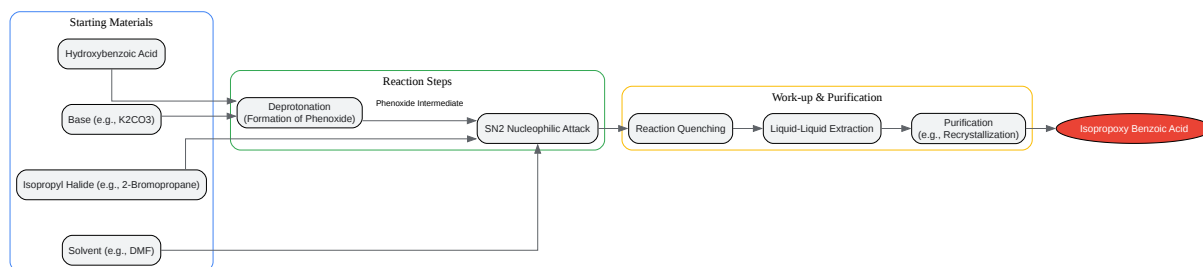 Starting Materials
Hydroxybenzoic Acid
Base (e.g., K2CO3)
Isopropyl Halide (e.g., 2-Bromopropane)
Solvent (e.g., DMF)
Reaction Steps
Deprotonation
(Formation of Phenoxide)
Phenoxide Intermediate
SN2 Nucleophilic Attack
Work-up & Purification
Reaction Quenching
Liquid-Liquid Extraction
Purification
(e.g., Recrystallization)
Isopropoxy Benzoic Acid